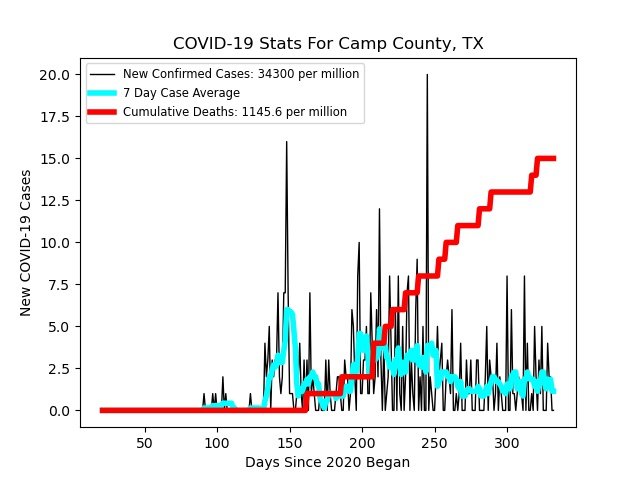 COVID-19 Stats For Camp County, TX
New Confirmed Cases: 34300 per million
7 Day Case Average
Cumulative Deaths: 1145.6 per million
New COVID-19 Cases
20.0
17.5
15.0
12.5
10.0
7.5
5.0
2.5
0.0
50 100 150 200 250 300
Days Since 2020 Began